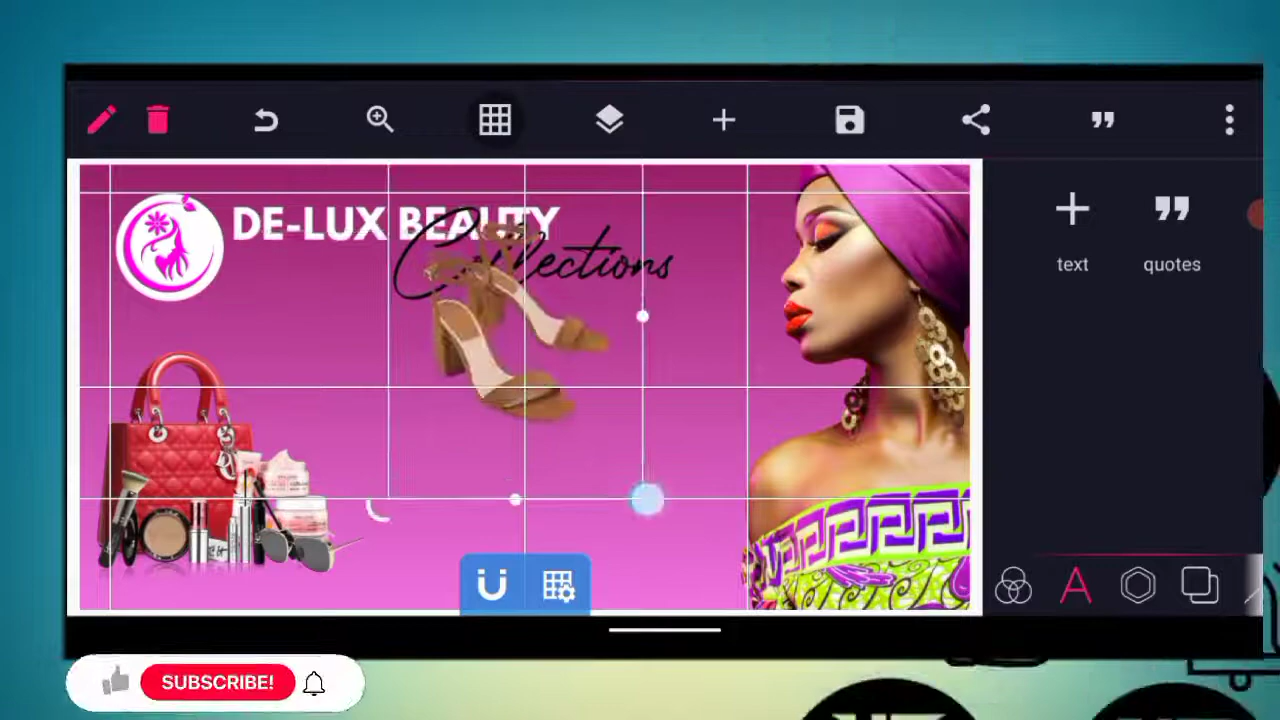 DE-LUX BEAUTY
Collections
text
quotes
SUBSCRIBE!